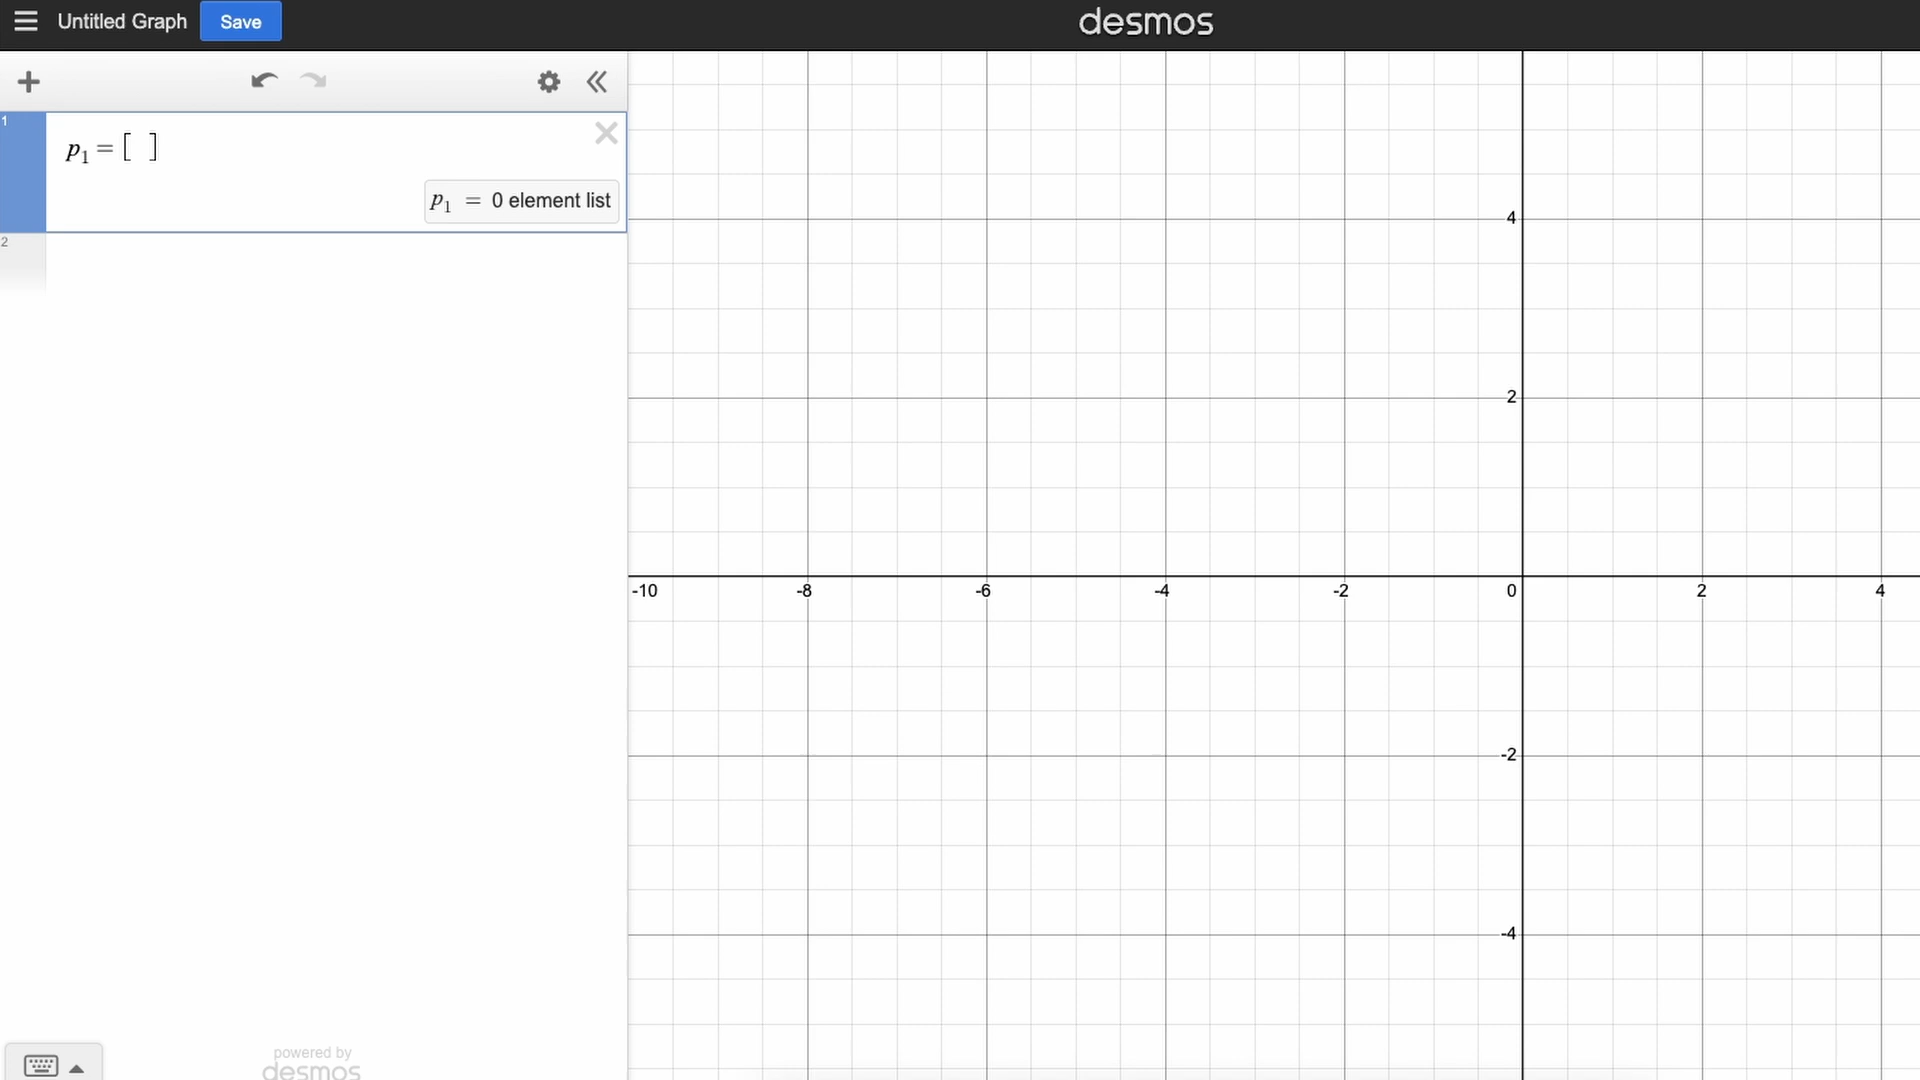 Untitled Graph Save desmos
1
p₁ = [ ]
p₁ = 0 element list
2
4
2
-10 -8 -6 -4 -2 0 2 4
-2
-4
powered by
desmos